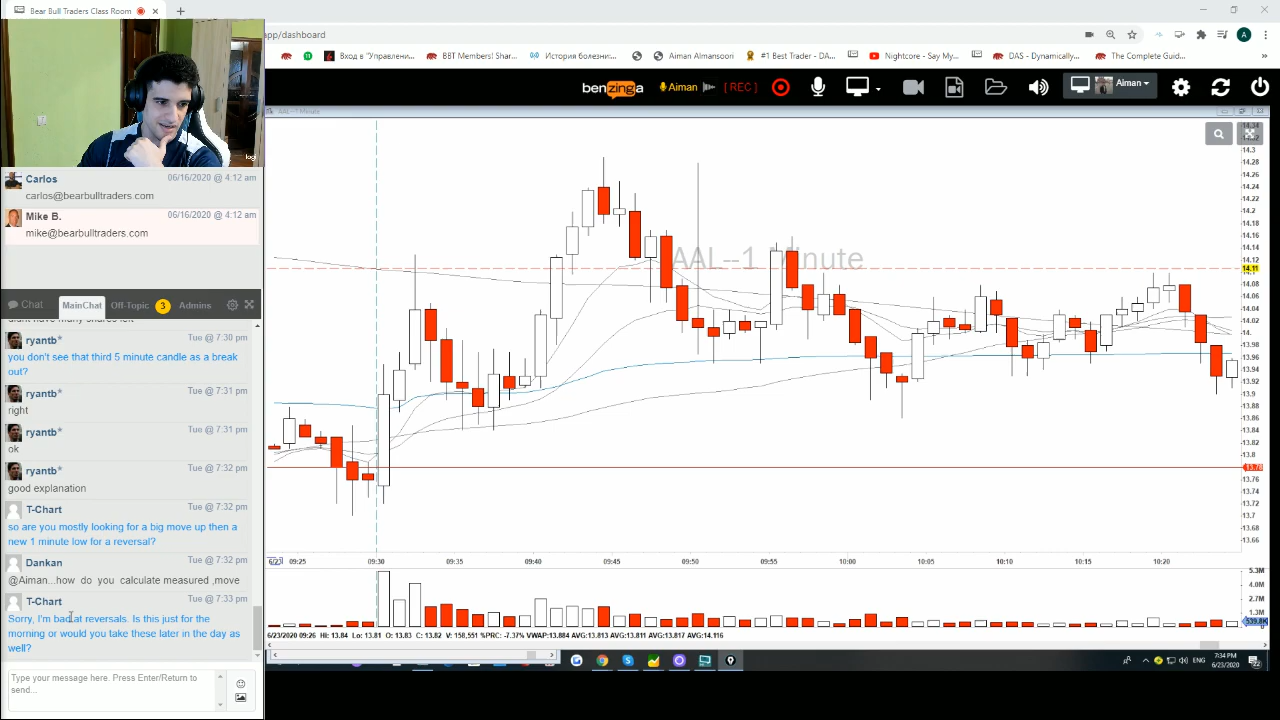 Bear Bull Traders Class Room
app/dashboard
A
Вход в "Управлени...
BBT Members! Shar...
История болезни...
Aiman Almansoori
#1 Best Trader - DA...
Nightcore - Say My...
DAS - Dynamically...
The Complete Guid...
benzinga
Aiman
[ REC ]
Aiman
logi
Carlos
06/16/2020 @ 4:12 am
carlos@bearbulltraders.com
Mike B.
06/16/2020 @ 4:12 am
mike@bearbulltraders.com
Chat
MainChat
Off-Topic
3
Admins
ryantb*
Tue @ 7:30 pm
you don't see that third 5 minute candle as a break
out?
ryantb*
Tue @ 7:31 pm
right
ryantb*
Tue @ 7:31 pm
ok
ryantb*
Tue @ 7:32 pm
good explanation
T-Chart
Tue @ 7:32 pm
so are you mostly looking for a big move up then a
new 1 minute low for a reversal?
Dankan
Tue @ 7:32 pm
@Aiman...how do you calculate measured ,move
T-Chart
Tue @ 7:33 pm
Sorry, I'm bad at reversals. Is this just for the
morning or would you take these later in the day as
well?
Type your message here. Press Enter/Return to
send...
AAL--1 Minute
AAL--1 Minute
14.3
14.28
14.26
14.24
14.22
14.2
14.18
14.16
14.14
14.12
14.11
14.08
14.06
14.04
14.02
14.
13.98
13.96
13.94
13.92
13.9
13.88
13.86
13.84
13.82
13.8
13.78
13.76
13.74
13.72
13.7
13.68
13.66
09:25
09:30
09:35
09:40
09:45
09:50
09:55
10:00
10:05
10:10
10:15
10:20
5.3M
4.0M
2.7M
1.3M
539.8K
6/23/2020 09:26 Hi: 13.84 Lo: 13.81 O: 13.83 C: 13.82 V: 158,551 %PRC: -7.37% VWAP:13.884 AVG:13.813 AVG:13.811 AVG:13.817 AVG:14.116
ENG
7:34 PM
6/23/2020